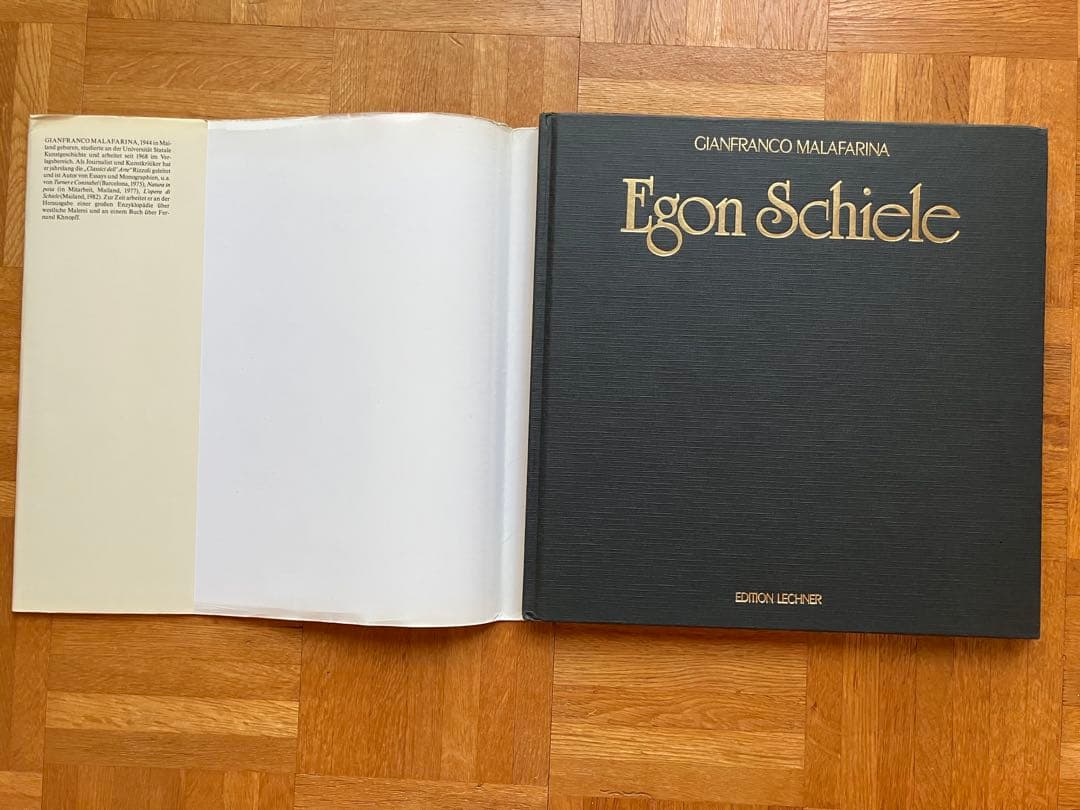 GIANFRANCO MALAFARINA, 1944 in Mai-
land geboren, studierte an der Universität Statale
Kunstgeschichte und arbeitet seit 1968 im Ver-
lagsbereich. Als Journalist und Kunstkritiker hat
er jahrelang die „Classici dell' Arte" Rizzoli geleitet
und ist Autor von Essays und Monographien, u.a.
von Turner e Constabel (Barcelona, 1975), Natura in
posa (in Mitarbeit, Mailand, 1977), L'opera di
Schiele (Mailand, 1982). Zur Zeit arbeitet er an der
Herausgabe einer großen Enzyklopädie über
westliche Malerei und an einem Buch über Fer-
nand Khnopff.
GIANFRANCO MALAFARINA
Egon Schiele
EDITION LECHNER